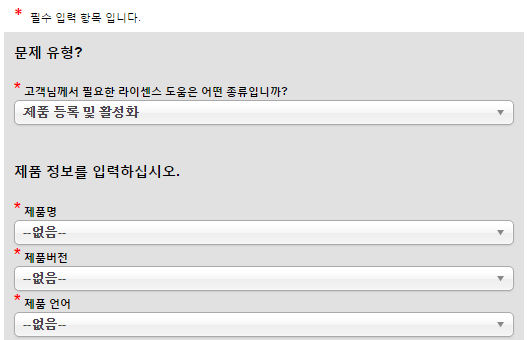 * 필수 입력 항목 입니다.
문제 유형?
* 고객님께서 필요한 라이센스 도움은 어떤 종류입니까?
제품 등록 및 활성화
제품 정보를 입력하십시오.
* 제품명
--없음--
* 제품버전
--없음--
* 제품 언어
--없음--